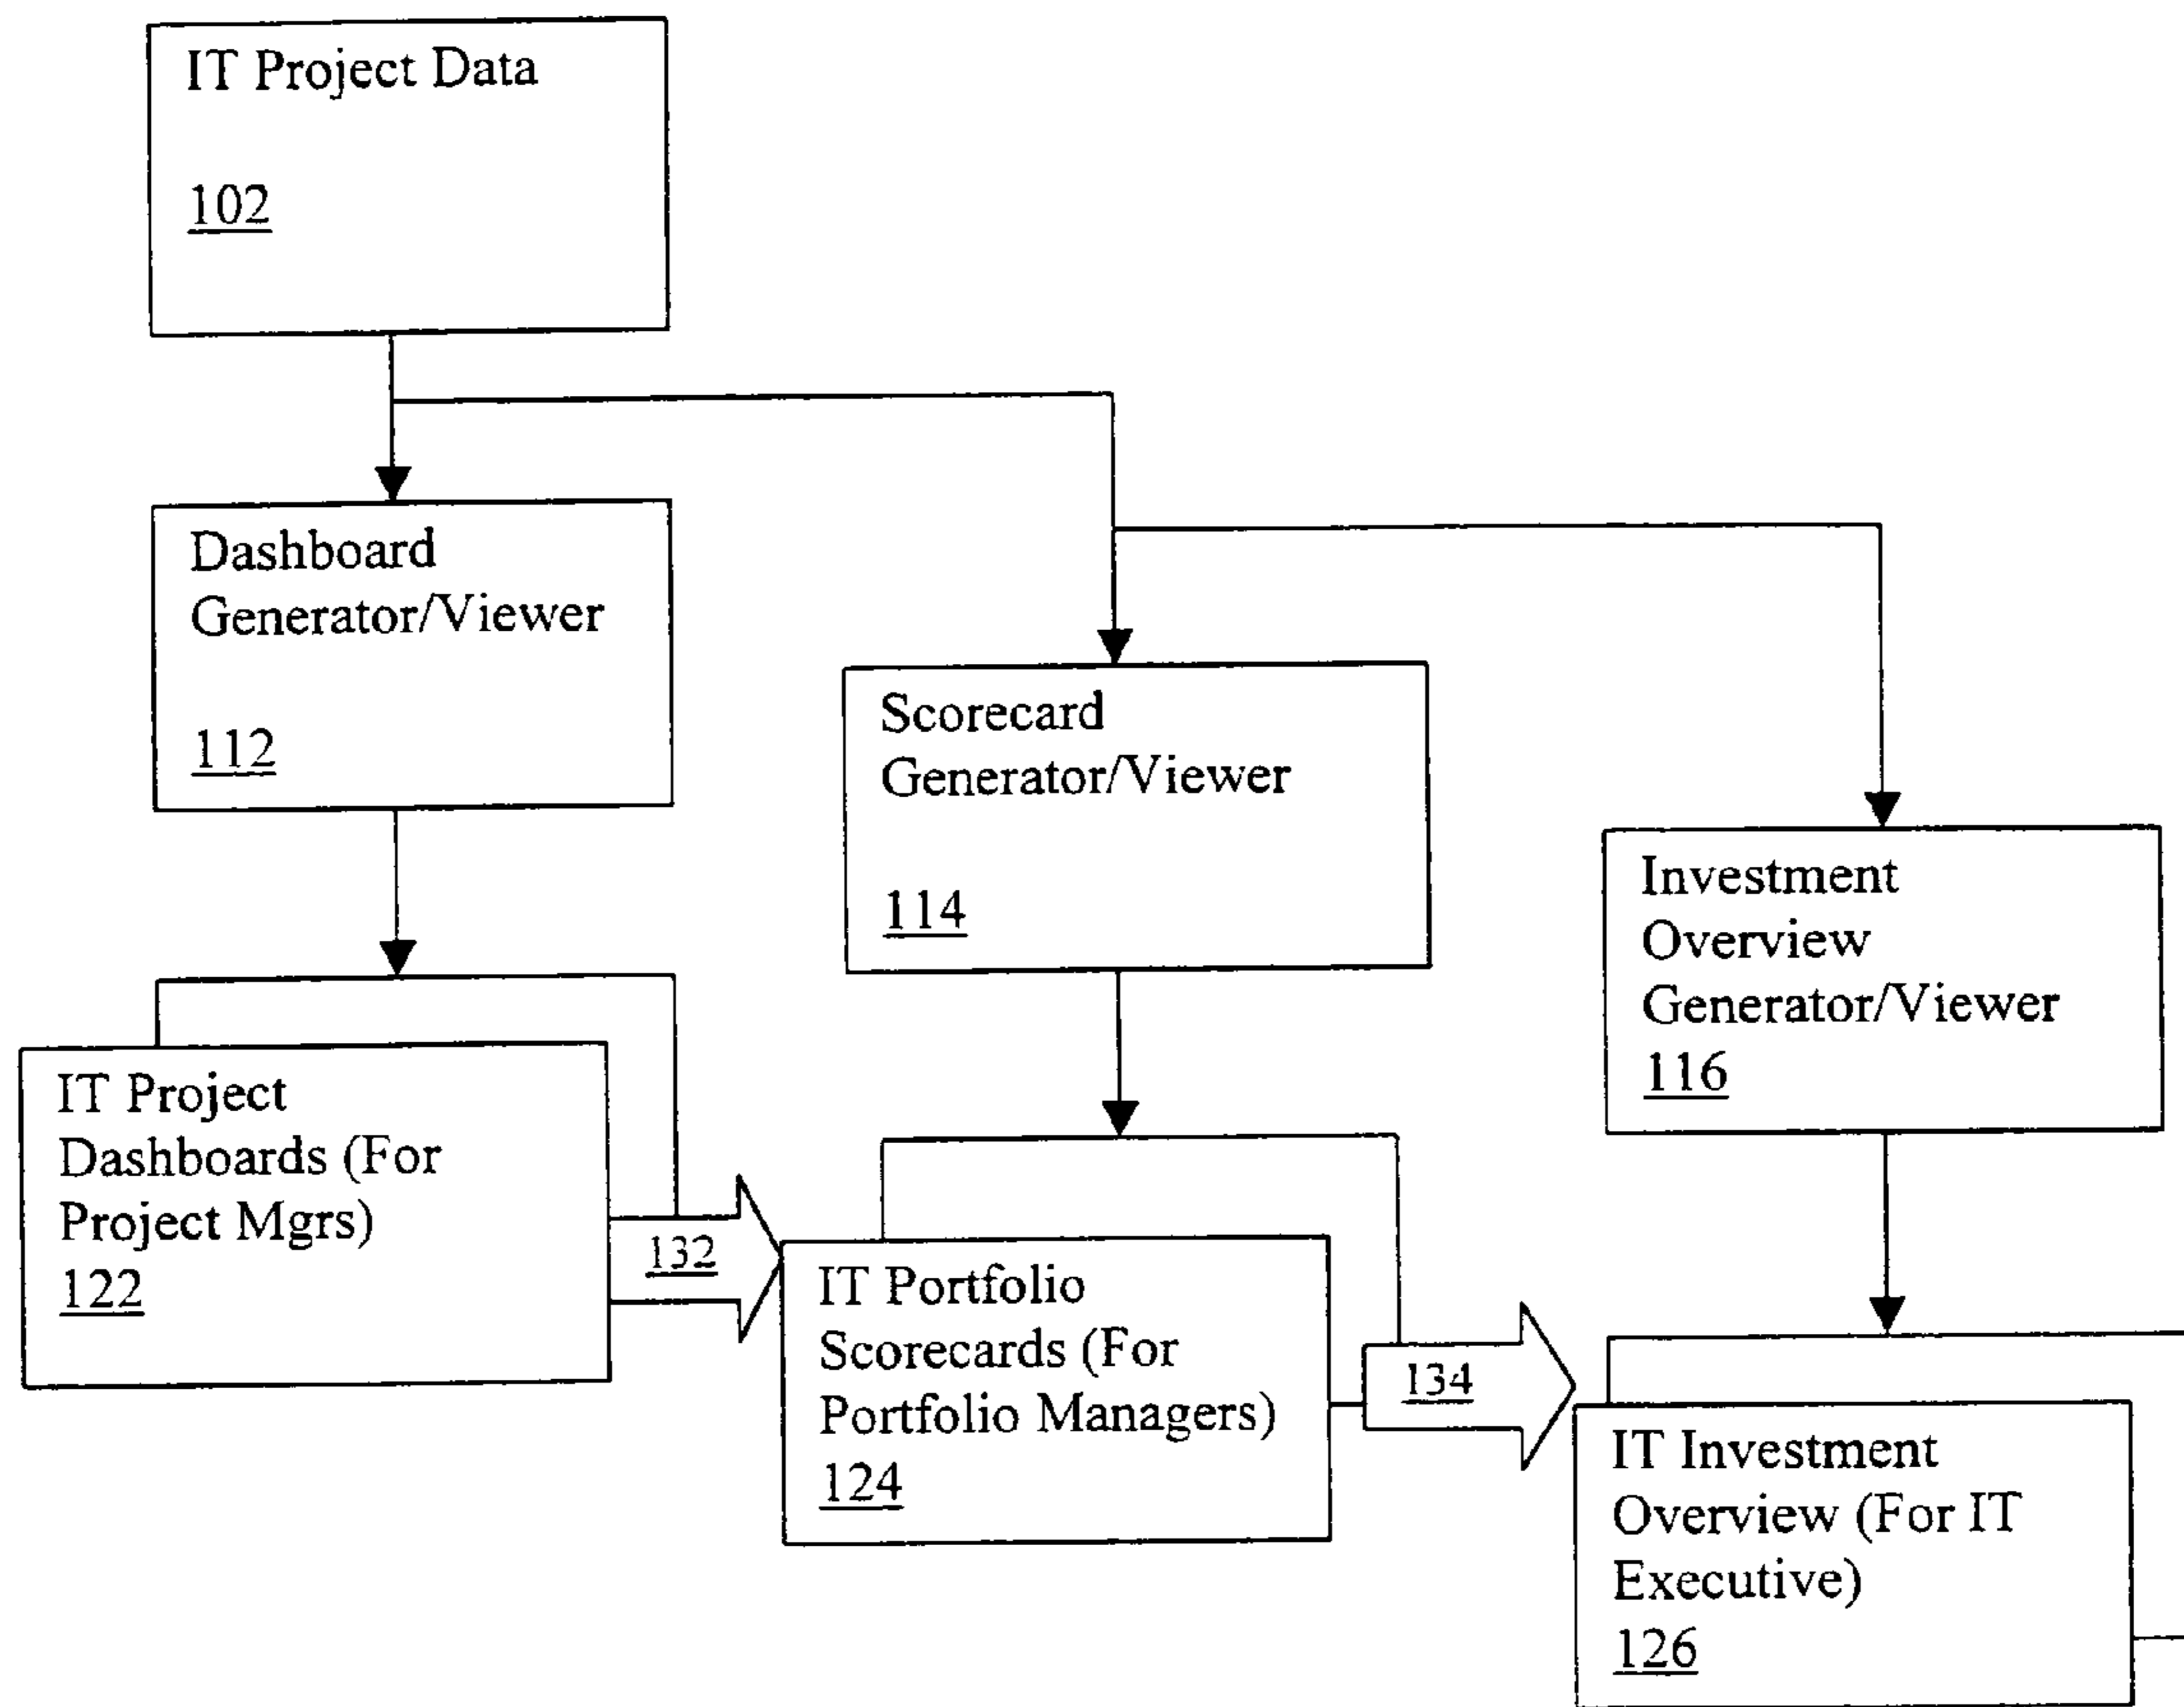 IT Project Data
102
Dashboard
Generator/Viewer
112
Scorecard
Generator/Viewer
114
Investment
Overview
Generator/Viewer
116
IT Project
Dashboards (For
Project Mgrs)
122
132
IT Portfolio
Scorecards (For
Portfolio Managers)
124
134
IT Investment
Overview (For IT
Executive)
126